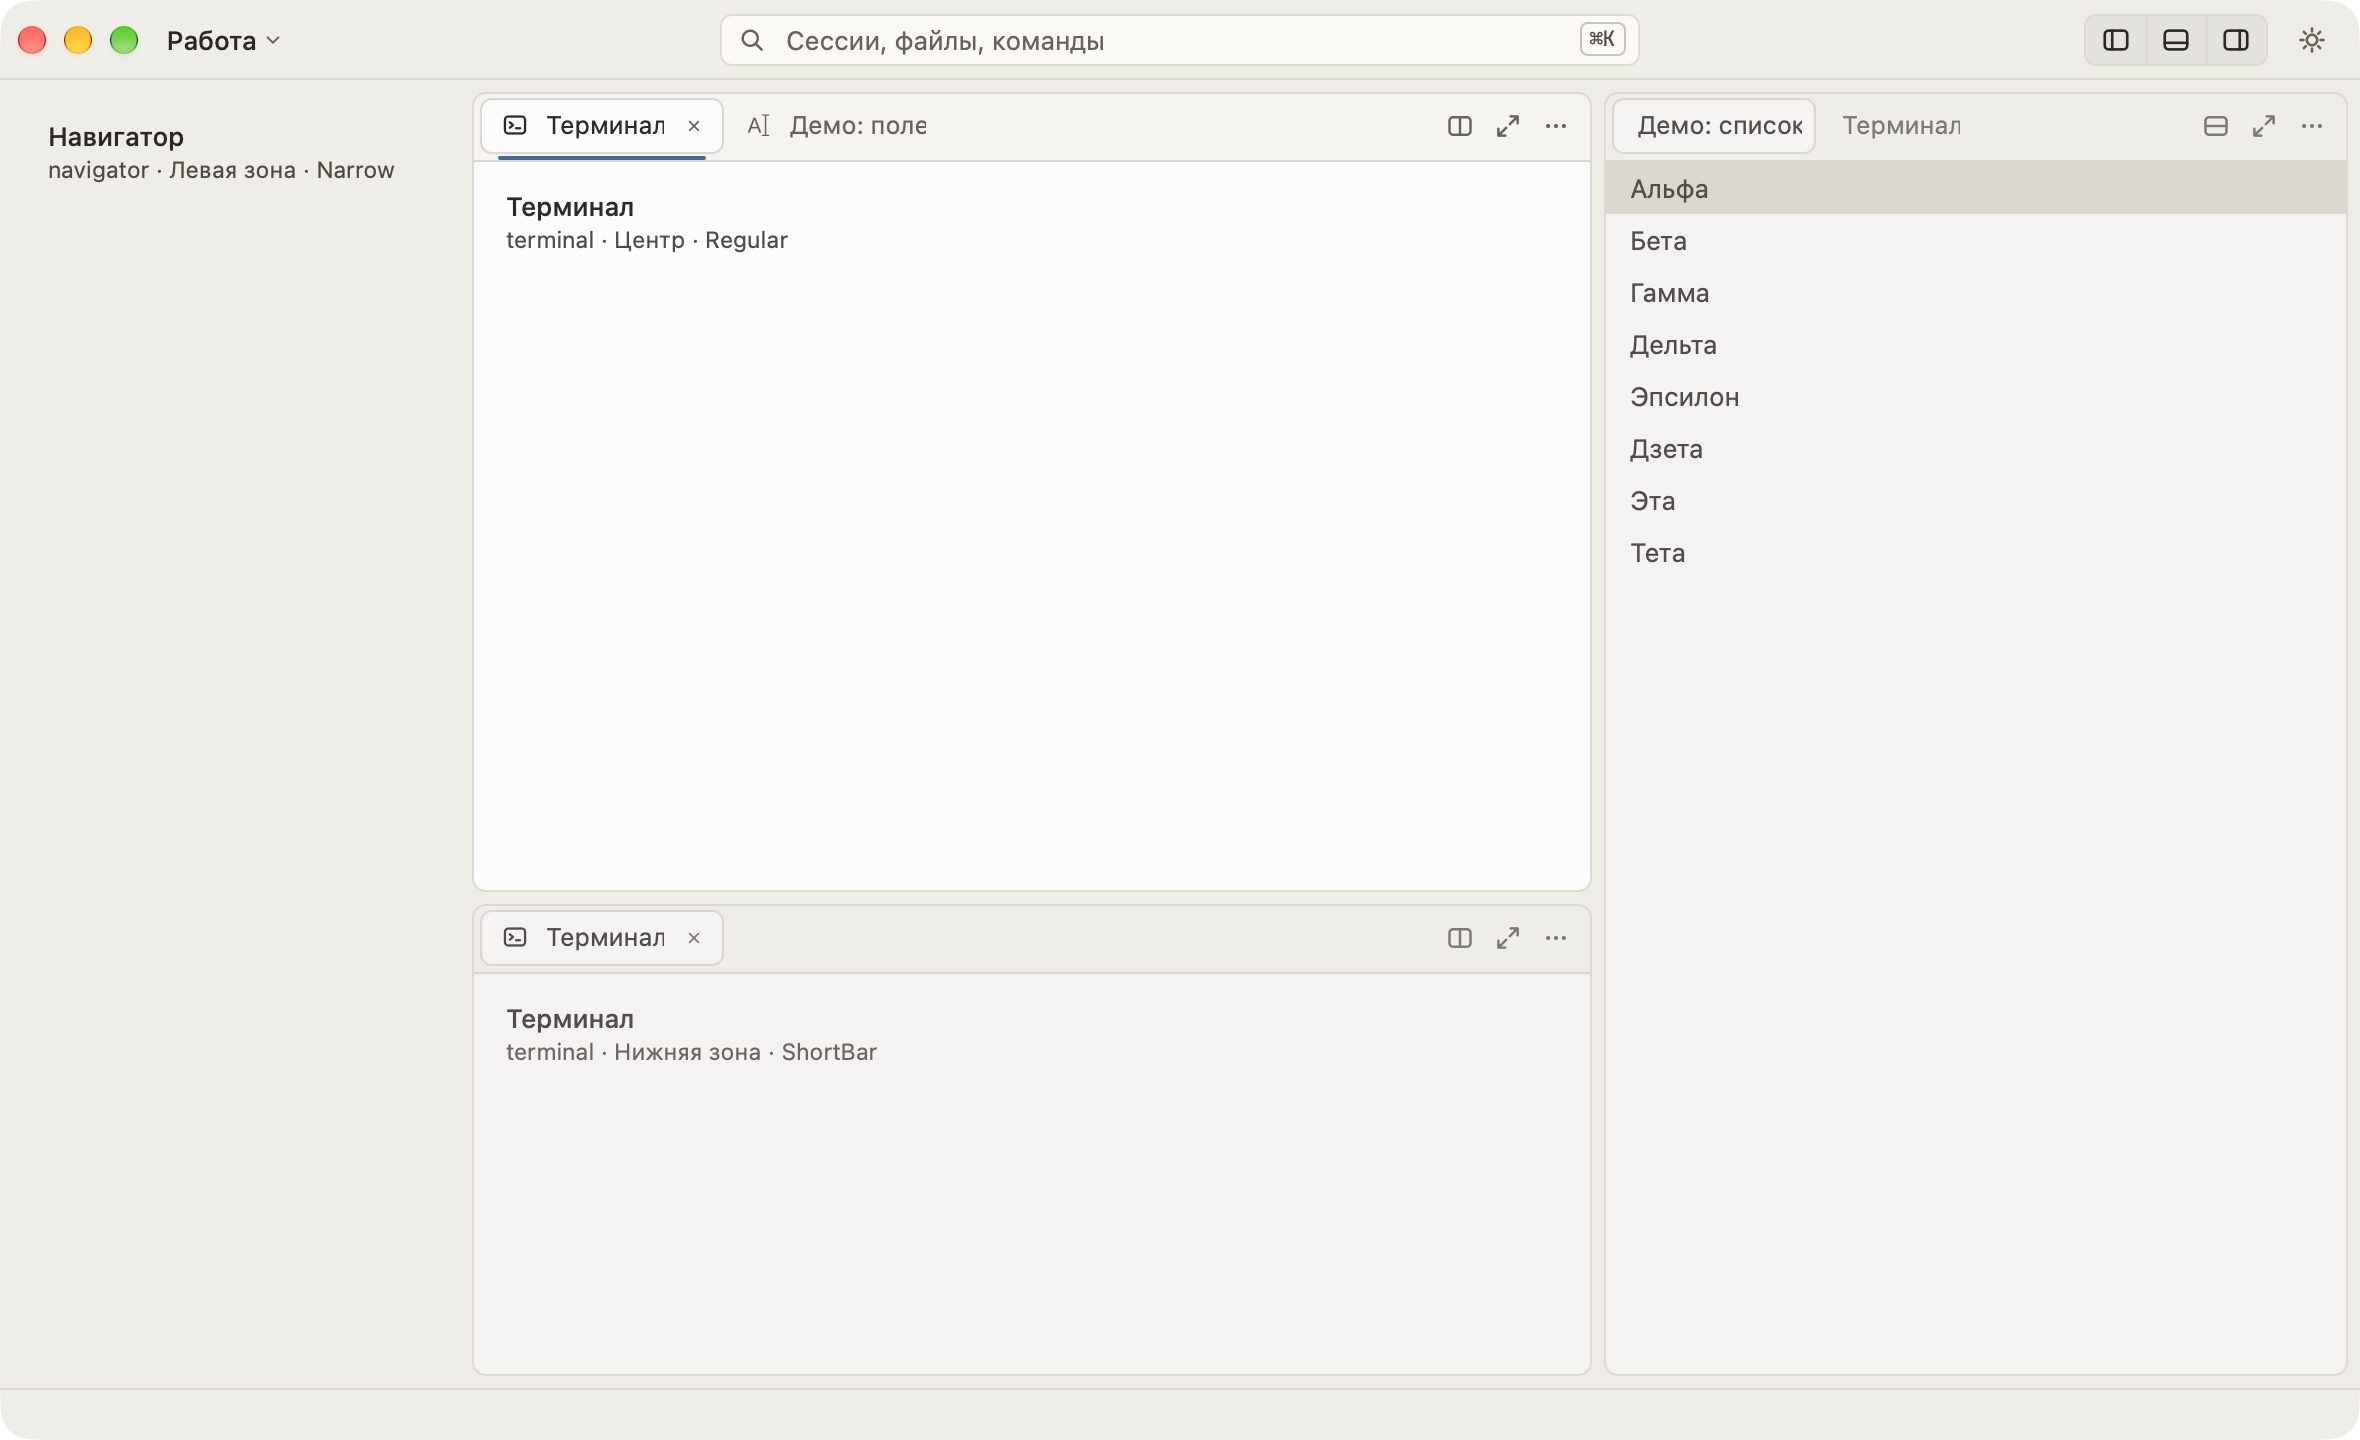 Работа
Сессии, файлы, команды
⌘K
Навигатор
navigator · Левая зона · Narrow
Терминал
Демо: поле
Терминал
terminal · Центр · Regular
Терминал
Терминал
terminal · Нижняя зона · ShortBar
Демо: список
Терминал
Альфа
Бета
Гамма
Дельта
Эпсилон
Дзета
Эта
Тета